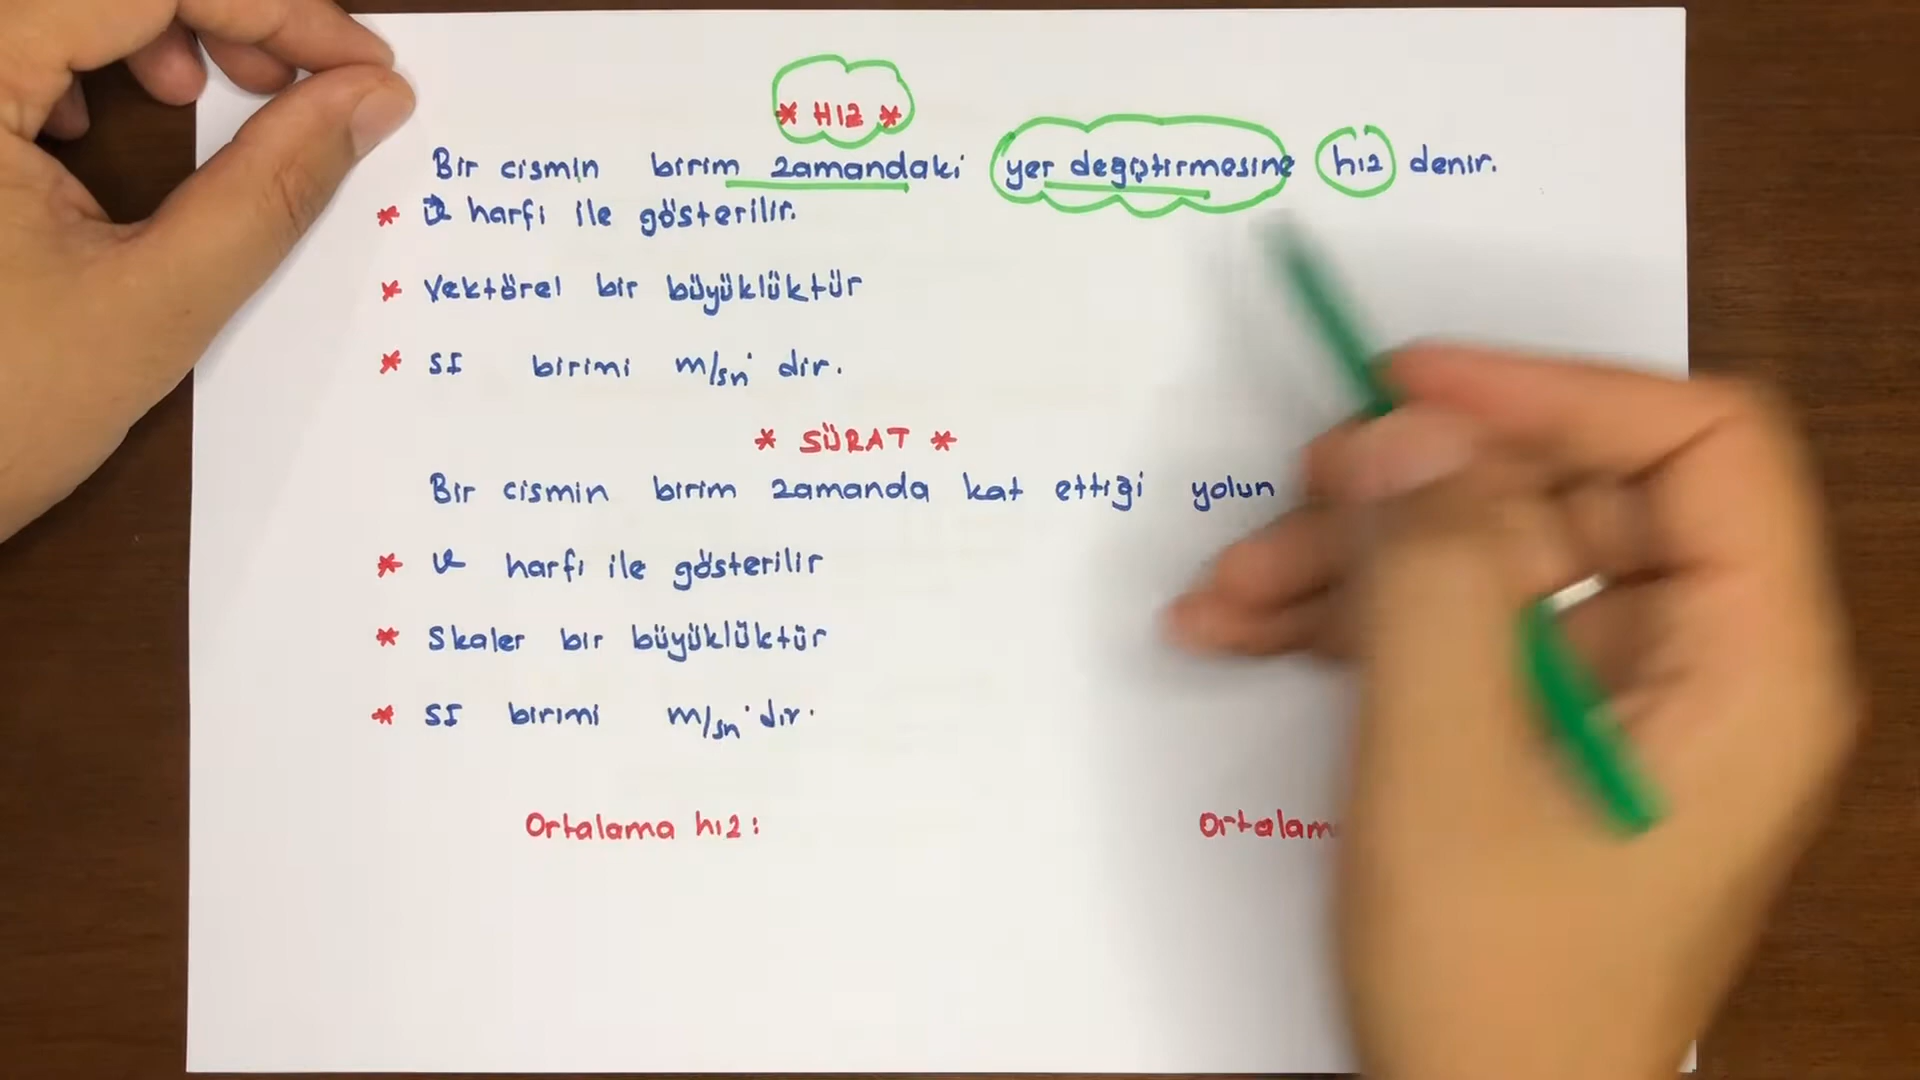 * HIZ *
Bir cismin birim zamandaki yer değiştirmesine hız denir.
* v⃗ harfi ile gösterilir.
* Vektörel bir büyüklüktür
* SI birimi m/sn' dir.
* SÜRAT *
Bir cismin birim zamanda kat ettiği yolun
* v harfi ile gösterilir
* Skaler bir büyüklüktür
* SI birimi m/sn' dir.
Ortalama hız: